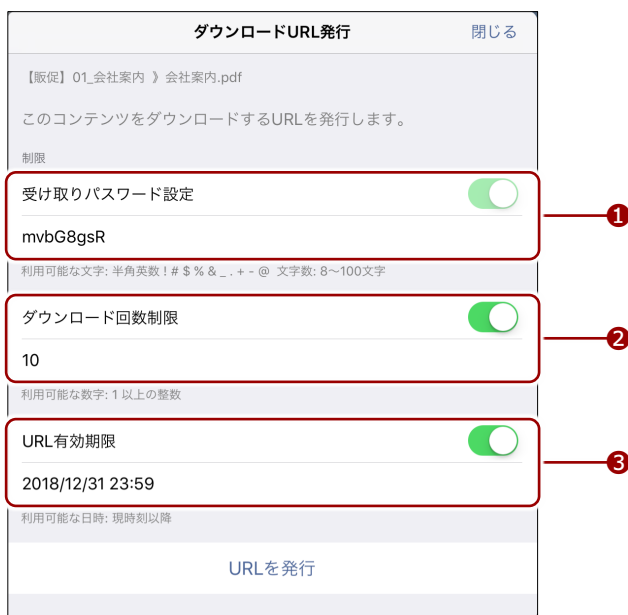 ダウンロードURL発行 閉じる
【販促】01_会社案内 》会社案内.pdf
このコンテンツをダウンロードするURLを発行します。
制限
受け取りパスワード設定
1
mvbG8gsR
利用可能な文字: 半角英数 ! # $ % & _ . + - @ 文字数: 8〜100文字
ダウンロード回数制限
2
10
利用可能な数字: 1 以上の整数
URL有効期限
3
2018/12/31 23:59
利用可能な日時: 現時刻以降
URLを発行